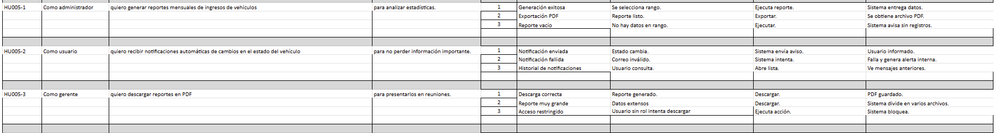 HU005-1 Como administrador quiero generar reportes mensuales de ingresos de vehículos para analizar estadísticas. 1 Generación exitosa Se selecciona rango. Ejecuta reporte. Sistema entrega datos.
2 Exportación PDF Reporte listo. Exportar. Se obtiene archivo PDF.
3 Reporte vacío No hay datos en rango. Ejecutar. Sistema avisa sin registros.
HU005-2 Como usuario quiero recibir notificaciones automáticas de cambios en el estado del vehículo para no perder información importante. 1 Notificación enviada Estado cambia. Sistema envía aviso. Usuario informado.
2 Notificación fallida Correo inválido. Sistema intenta. Falla y genera alerta interna.
3 Historial de notificaciones Usuario consulta. Abre lista. Ve mensajes anteriores.
HU005-3 Como gerente quiero descargar reportes en PDF para presentarlos en reuniones. 1 Descarga correcta Reporte generado. Descargar. PDF guardado.
2 Reporte muy grande Datos extensos Descargar. Sistema divide en varios archivos.
3 Acceso restringido Usuario sin rol intenta descargar Ejecuta acción. Sistema bloquea.